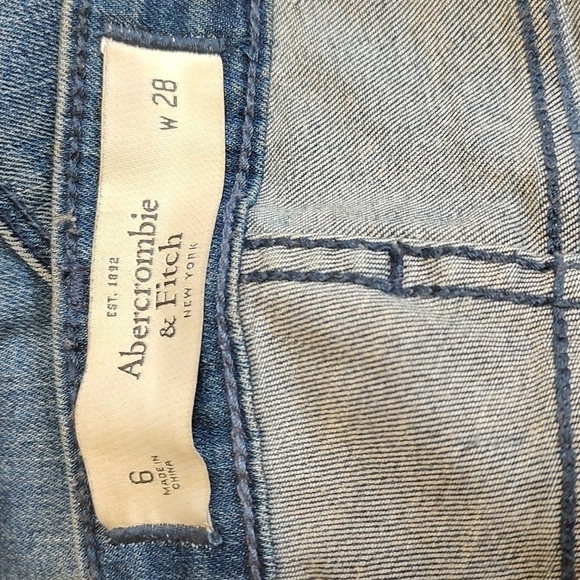 6
MADE IN
CHINA
EST. 1892
Abercrombie
& Fitch
NEW YORK
W 28